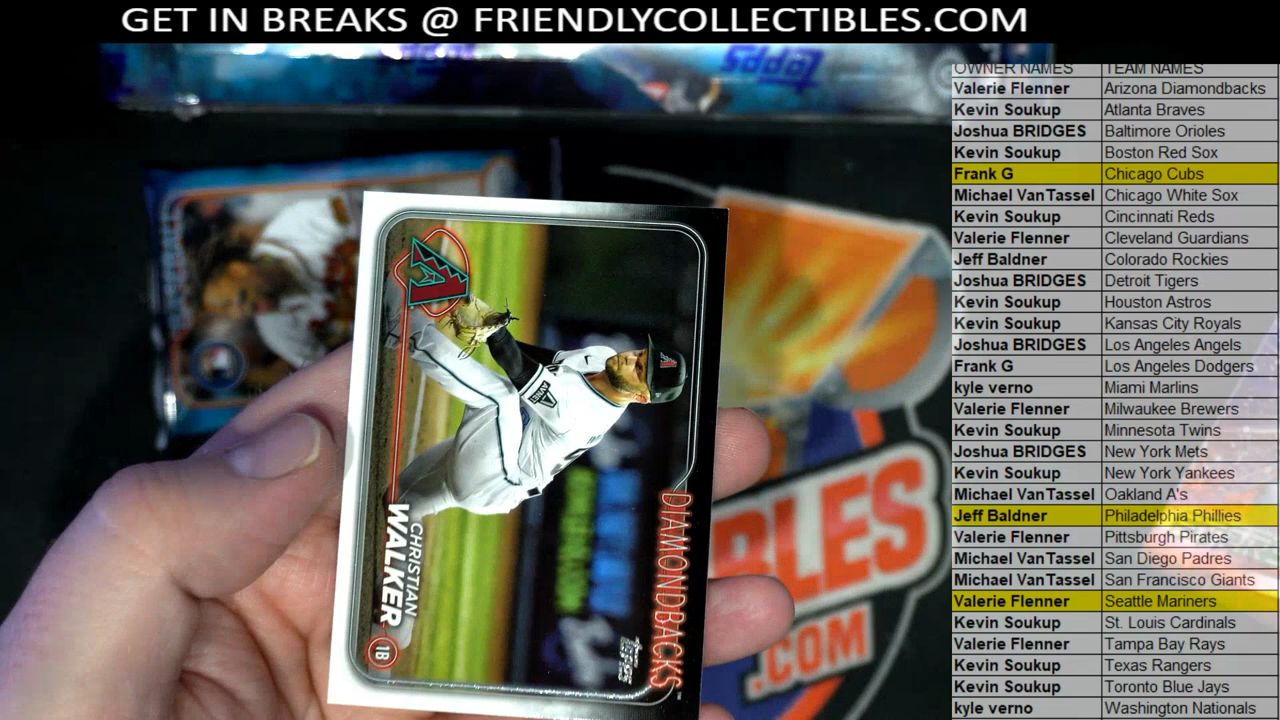 GET IN BREAKS @ FRIENDLYCOLLECTIBLES.COM
Topps
OWNER NAMES TEAM NAMES
Valerie Flenner Arizona Diamondbacks
Kevin Soukup Atlanta Braves
Joshua BRIDGES Baltimore Orioles
Kevin Soukup Boston Red Sox
Frank G Chicago Cubs
Michael VanTassel Chicago White Sox
Kevin Soukup Cincinnati Reds
Valerie Flenner Cleveland Guardians
Jeff Baldner Colorado Rockies
Joshua BRIDGES Detroit Tigers
Kevin Soukup Houston Astros
Kevin Soukup Kansas City Royals
Joshua BRIDGES Los Angeles Angels
Frank G Los Angeles Dodgers
kyle verno Miami Marlins
Valerie Flenner Milwaukee Brewers
Kevin Soukup Minnesota Twins
Joshua BRIDGES New York Mets
Kevin Soukup New York Yankees
Michael VanTassel Oakland A's
Jeff Baldner Philadelphia Phillies
Valerie Flenner Pittsburgh Pirates
Michael VanTassel San Diego Padres
Michael VanTassel San Francisco Giants
Valerie Flenner Seattle Mariners
Kevin Soukup St. Louis Cardinals
Valerie Flenner Tampa Bay Rays
Kevin Soukup Texas Rangers
Kevin Soukup Toronto Blue Jays
kyle verno Washington Nationals
DIAMONDBACKS
Topps
AVNET
CHRISTIAN
WALKER
1B
BLES
.COM